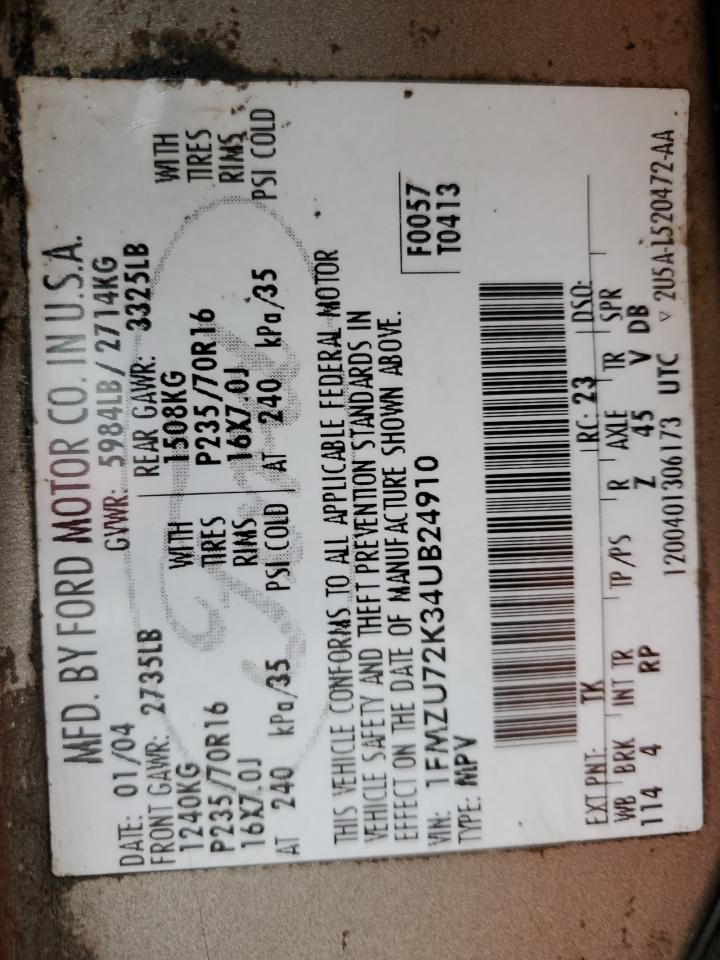 MFD. BY FORD MOTOR CO. IN U.S.A.
DATE: 01/04 GVWR: 5984LB/2714KG
FRONT GAWR: 2735LB REAR GAWR: 3325LB
1240KG WITH 1508KG WITH
P235/70R16 TIRES P235/70R16 TIRES
16X7.0J RIMS 16X7.0J RIMS
AT 240 kPa/35 PSI COLD AT 240 kPa/35 PSI COLD
THIS VEHICLE CONFORMS TO ALL APPLICABLE FEDERAL MOTOR
VEHICLE SAFETY AND THEFT PREVENTION STANDARDS IN
EFFECT ON THE DATE OF MANUFACTURE SHOWN ABOVE.
VIN: 1FMZU72K34UB24910
TYPE: MPV
F0057
T0413
EXT PNT: TK RC: 23 DSO:
WB BRK INT TR TP/PS R AXLE TR SPR
114 4 RP Z 45 V DB
1200401306173 UTC ▽ 2U5A-1520472-AA